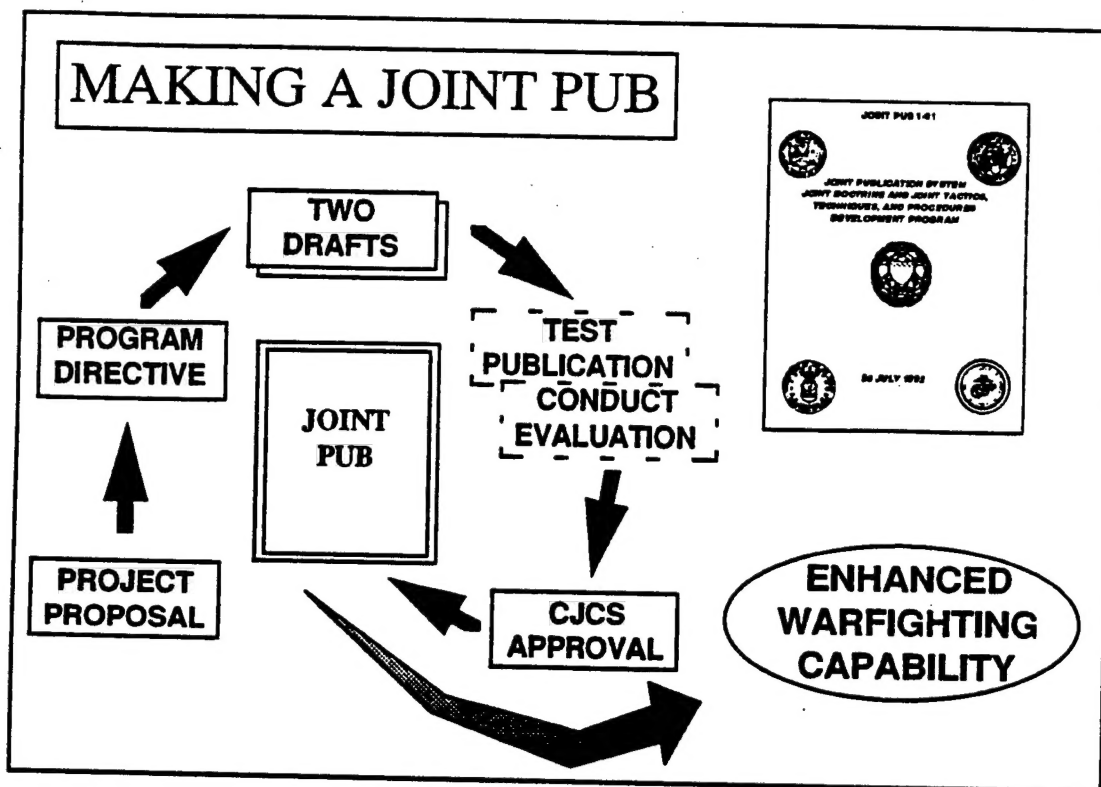 MAKING A JOINT PUB
JOINT PUB 1-01
JOINT PUBLICATION SYSTEM
JOINT DOCTRINE AND JOINT TACTICS,
TECHNIQUES, AND PROCEDURES
DEVELOPMENT PROGRAM
JULY 1992
TWO
DRAFTS
PROGRAM
DIRECTIVE
TEST
PUBLICATION
CONDUCT
EVALUATION
JOINT
PUB
PROJECT
PROPOSAL
CJCS
APPROVAL
ENHANCED
WARFIGHTING
CAPABILITY